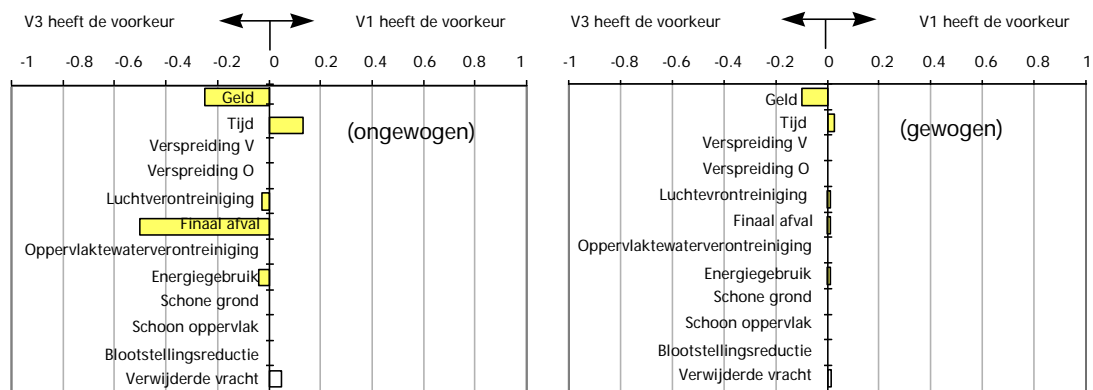 V3 heeft de voorkeur V1 heeft de voorkeur
-1 -0.8 -0.6 -0.4 -0.2 0 0.2 0.4 0.6 0.8 1
Geld
Tijd
(ongewogen)
Verspreiding V
Verspreiding O
Luchtverontreiniging
Finaal afval
Oppervlaktewaterverontreiniging
Energiegebruik
Schone grond
Schoon oppervlak
Blootstellingsreductie
Verwijderde vracht
V3 heeft de voorkeur V1 heeft de voorkeur
-1 -0.8 -0.6 -0.4 -0.2 0 0.2 0.4 0.6 0.8 1
Geld
Tijd
(gewogen)
Verspreiding V
Verspreiding O
Luchtevrontreiniging
Finaal afval
Oppervlaktewaterverontreiniging
Energiegebruik
Schone grond
Schoon oppervlak
Blootstellingsreductie
Verwijderde vracht